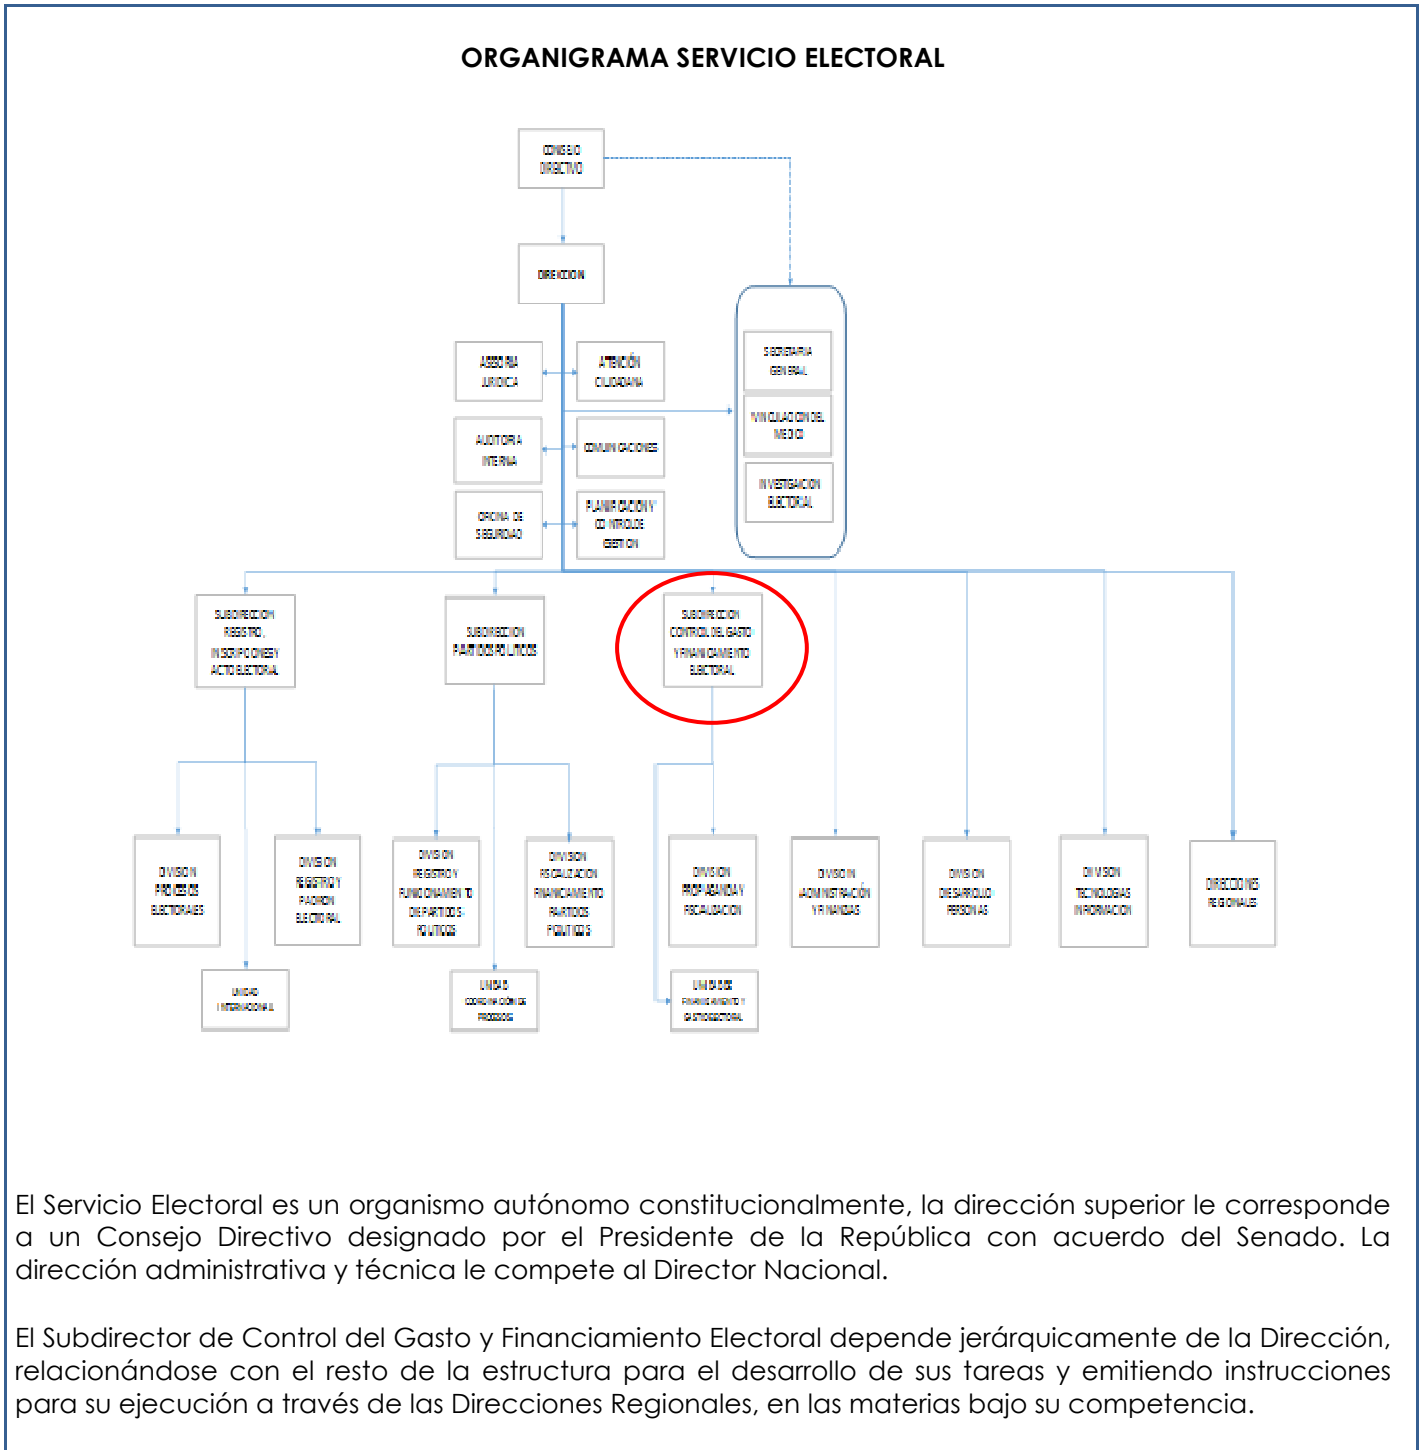 ORGANIGRAMA SERVICIO ELECTORAL
CONSEJO
DIRECTIVO
DIRECCION
ASESORIA
JURIDICA
ATENCIÓN
CIUDADANA
SECRETARIA
GENERAL
AUDITORIA
INTERNA
COMUNICACIONES
VINCULACION DEL
MEDIO
OFICINA DE
SEGURIDAD
PLANIFICACION Y
CONTROL DE
GESTION
INVESTIGACION
ELECTORAL
SUBDIRECCION
REGISTRO,
INSCRIPCIONES Y
ACTO ELECTORAL
SUBDIRECCION
PARTIDOS POLITICOS
SUBDIRECCION
CONTROL DEL GASTO
Y FINANCIAMIENTO
ELECTORAL
DIVISION
PROCESOS
ELECTORALES
DIVISION
REGISTRO Y
PADRON
ELECTORAL
DIVISION
REGISTRO Y
FUNCIONAMIENTO
DE PARTIDOS
POLITICOS
DIVISION
FISCALIZACION
FINANCIAMIENTO
PARTIDOS
POLITICOS
DIVISION
PROPAGANDA Y
FISCALIZACION
DIVISION
ADMINISTRACIÓN
Y FINANZAS
DIVISION
DESARROLLO
PERSONAS
DIVISION
TECNOLOGIAS
INFORMACION
DIRECCIONES
REGIONALES
UNIDAD
INTERNACIONAL
UNIDAD
COORDINACIÓN DE
PROCESOS
UNIDAD DE
FINANCIAMIENTO Y
GASTO ELECTORAL
El Servicio Electoral es un organismo autónomo constitucionalmente, la dirección superior le corresponde
a un Consejo Directivo designado por el Presidente de la República con acuerdo del Senado. La
dirección administrativa y técnica le compete al Director Nacional.
El Subdirector de Control del Gasto y Financiamiento Electoral depende jerárquicamente de la Dirección,
relacionándose con el resto de la estructura para el desarrollo de sus tareas y emitiendo instrucciones
para su ejecución a través de las Direcciones Regionales, en las materias bajo su competencia.